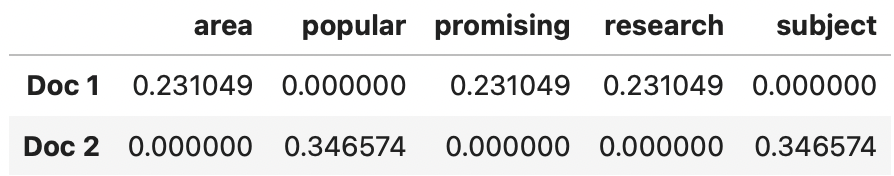 area popular promising research subject
Doc 1 0.231049 0.000000 0.231049 0.231049 0.000000
Doc 2 0.000000 0.346574 0.000000 0.000000 0.346574